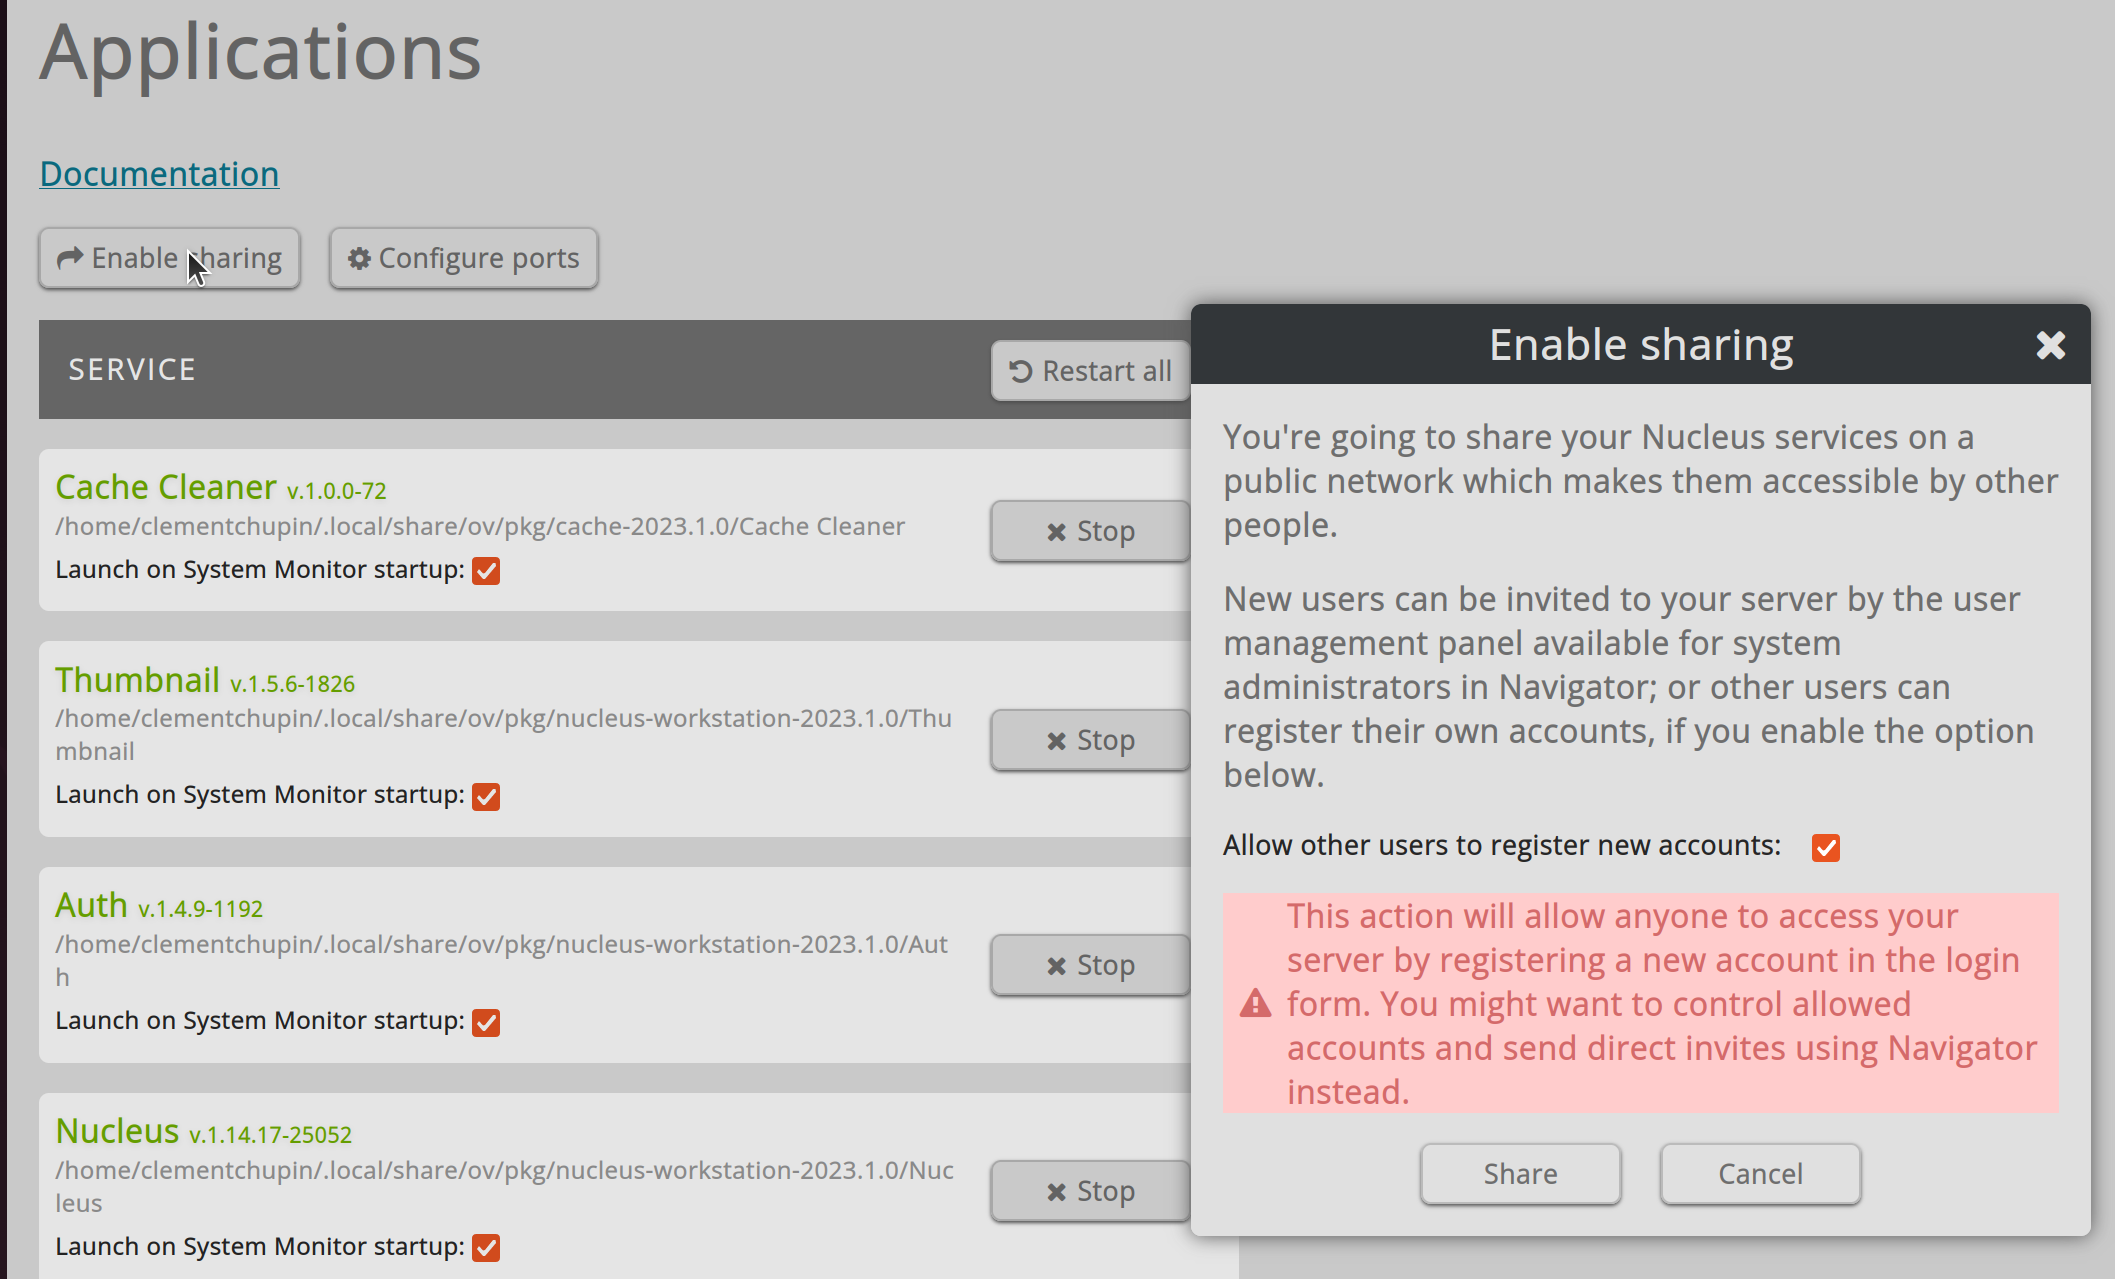 Applications
Documentation
Enable sharing
Configure ports
SERVICE
Restart all
Cache Cleaner v.1.0.0-72
/home/clementchupin/.local/share/ov/pkg/cache-2023.1.0/Cache Cleaner
Launch on System Monitor startup:
Stop
Thumbnail v.1.5.6-1826
/home/clementchupin/.local/share/ov/pkg/nucleus-workstation-2023.1.0/Thu
mbnail
Launch on System Monitor startup:
Stop
Auth v.1.4.9-1192
/home/clementchupin/.local/share/ov/pkg/nucleus-workstation-2023.1.0/Aut
h
Launch on System Monitor startup:
Stop
Nucleus v.1.14.17-25052
/home/clementchupin/.local/share/ov/pkg/nucleus-workstation-2023.1.0/Nuc
leus
Launch on System Monitor startup:
Stop
Enable sharing
You're going to share your Nucleus services on a
public network which makes them accessible by other
people.
New users can be invited to your server by the user
management panel available for system
administrators in Navigator; or other users can
register their own accounts, if you enable the option
below.
Allow other users to register new accounts:
This action will allow anyone to access your
server by registering a new account in the login
form. You might want to control allowed
accounts and send direct invites using Navigator
instead.
Share
Cancel